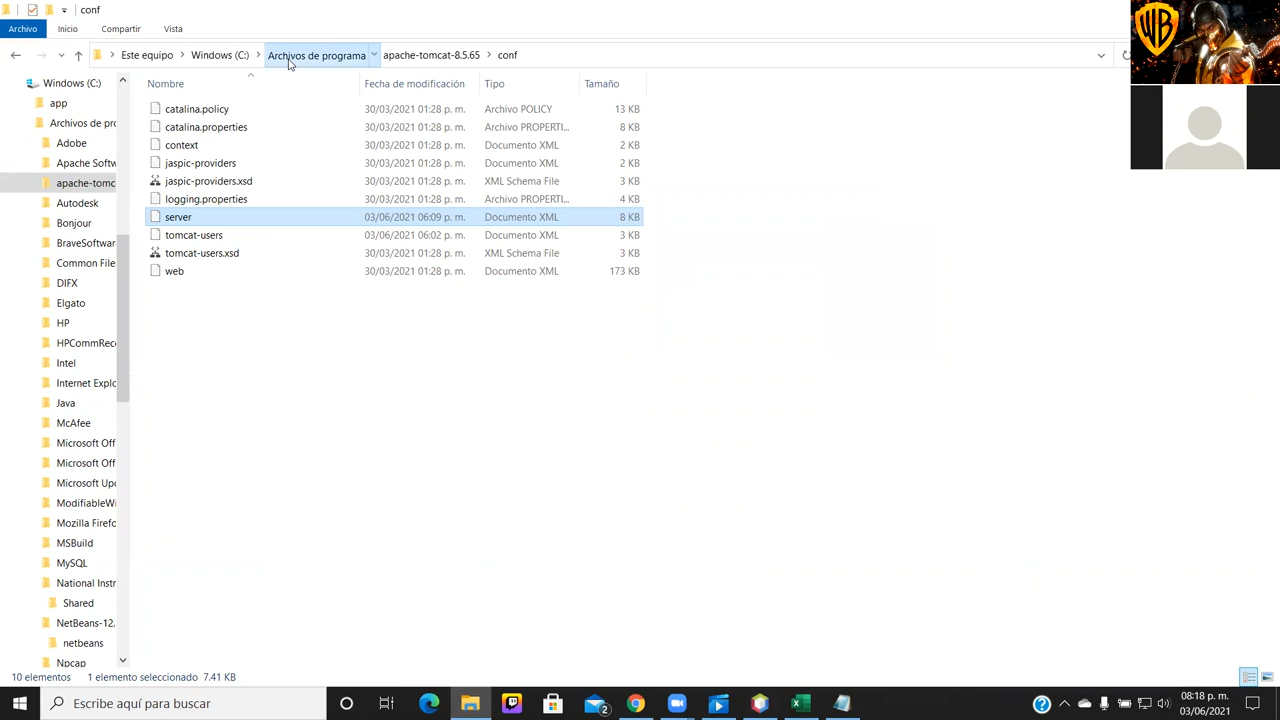 conf
Archivo Inicio Compartir Vista
Este equipo Windows (C:) Archivos de programa apache-tomcat-8.5.65 conf
WB
Nombre Fecha de modificación Tipo Tamaño
catalina.policy 30/03/2021 01:28 p. m. Archivo POLICY 13 KB
catalina.properties 30/03/2021 01:28 p. m. Archivo PROPERTI... 8 KB
context 30/03/2021 01:28 p. m. Documento XML 2 KB
jaspic-providers 30/03/2021 01:28 p. m. Documento XML 2 KB
jaspic-providers.xsd 30/03/2021 01:28 p. m. XML Schema File 3 KB
logging.properties 30/03/2021 01:28 p. m. Archivo PROPERTI... 4 KB
server 03/06/2021 06:09 p. m. Documento XML 8 KB
tomcat-users 03/06/2021 06:02 p. m. Documento XML 3 KB
tomcat-users.xsd 30/03/2021 01:28 p. m. XML Schema File 3 KB
web 30/03/2021 01:28 p. m. Documento XML 173 KB
Windows (C:)
app
Archivos de pro
Adobe
Apache Softw
apache-tomc
Autodesk
Bonjour
BraveSoftwar
Common File
DIFX
Elgato
HP
HPCommRec
Intel
Internet Explo
Java
McAfee
Microsoft Off
Microsoft Off
Microsoft Upd
ModifiableWi
Mozilla Firefo
MSBuild
MySQL
National Instr
Shared
NetBeans-12.
netbeans
Npcap
10 elementos 1 elemento seleccionado 7.41 KB
Escribe aquí para buscar
2
08:18 p. m.
03/06/2021